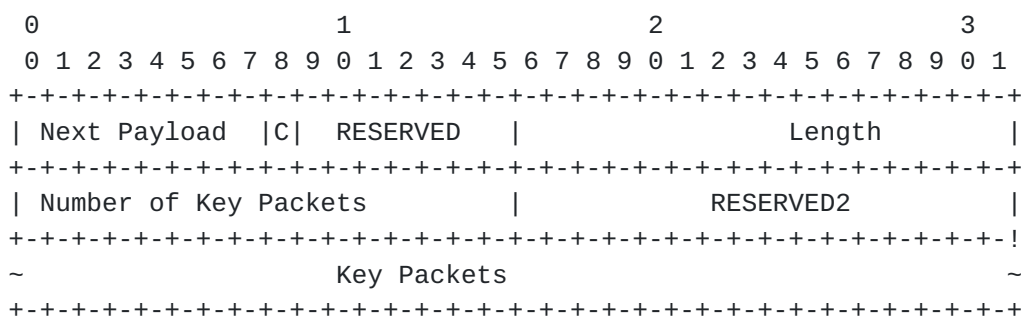 0                   1                   2                   3
 0 1 2 3 4 5 6 7 8 9 0 1 2 3 4 5 6 7 8 9 0 1 2 3 4 5 6 7 8 9 0 1
+-+-+-+-+-+-+-+-+-+-+-+-+-+-+-+-+-+-+-+-+-+-+-+-+-+-+-+-+-+-+-+-+
| Next Payload  |C|  RESERVED   |                 Length        |
+-+-+-+-+-+-+-+-+-+-+-+-+-+-+-+-+-+-+-+-+-+-+-+-+-+-+-+-+-+-+-+-+
| Number of Key Packets         |            RESERVED2          |
+-+-+-+-+-+-+-+-+-+-+-+-+-+-+-+-+-+-+-+-+-+-+-+-+-+-+-+-+-+-+-+-!
~                    Key Packets                                ~
+-+-+-+-+-+-+-+-+-+-+-+-+-+-+-+-+-+-+-+-+-+-+-+-+-+-+-+-+-+-+-+-+